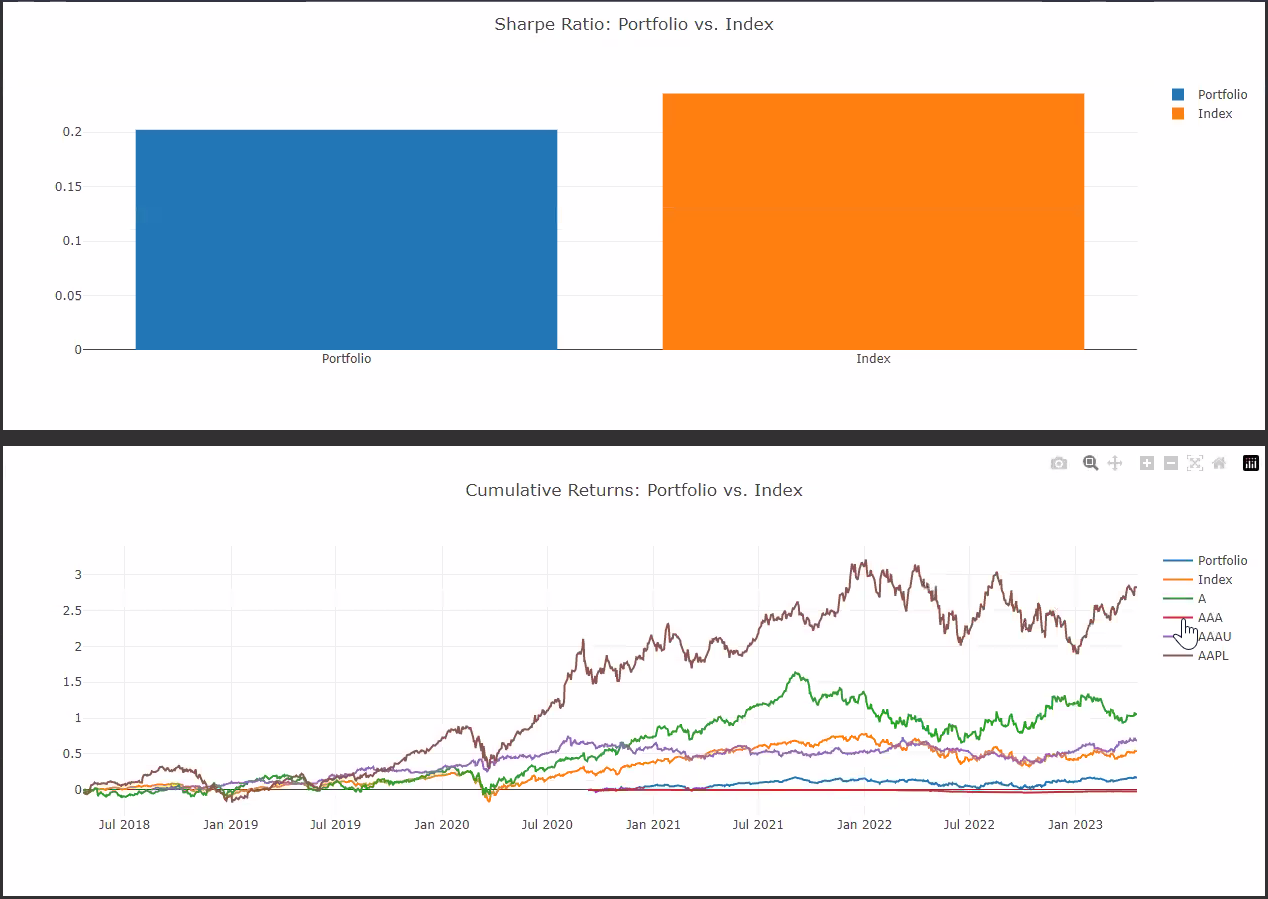 Sharpe Ratio: Portfolio vs. Index
Portfolio
Index
0.2
0.15
0.1
0.05
0
Portfolio Index
Cumulative Returns: Portfolio vs. Index
Portfolio
Index
A
AAA
AAAU
AAPL
3
2.5
2
1.5
1
0.5
0
Jul 2018 Jan 2019 Jul 2019 Jan 2020 Jul 2020 Jan 2021 Jul 2021 Jan 2022 Jul 2022 Jan 2023